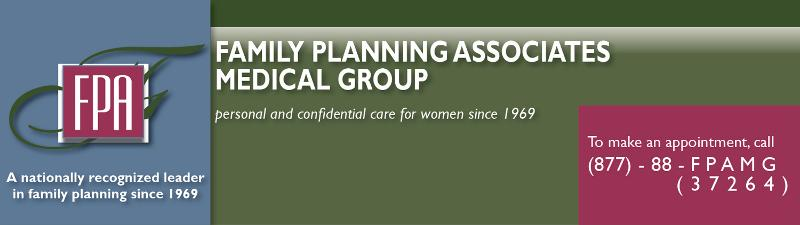 FPA
A nationally recognized leader
in family planning since 1969
FAMILY PLANNING ASSOCIATES
MEDICAL GROUP
personal and confidential care for women since 1969
To make an appointment, call
(877) - 88 - F P A M G
( 3 7 2 6 4 )